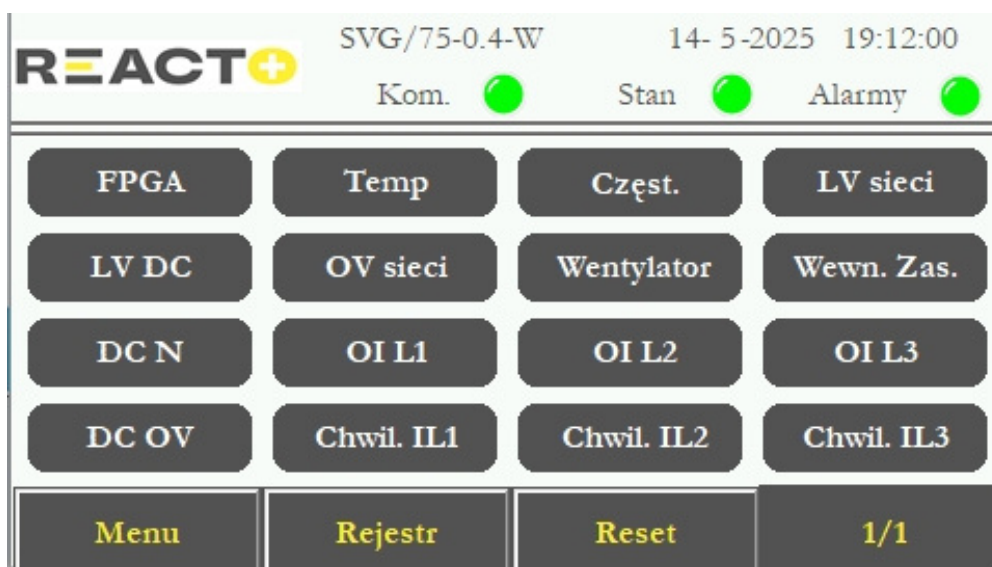 REACTO
SVG/75-0.4-W 14- 5-2025 19:12:00
Kom. Stan Alarmy
FPGA Temp Częst. LV sieci
LV DC OV sieci Wentylator Wewn. Zas.
DC N OI L1 OI L2 OI L3
DC OV Chwil. IL1 Chwil. IL2 Chwil. IL3
Menu Rejestr Reset 1/1